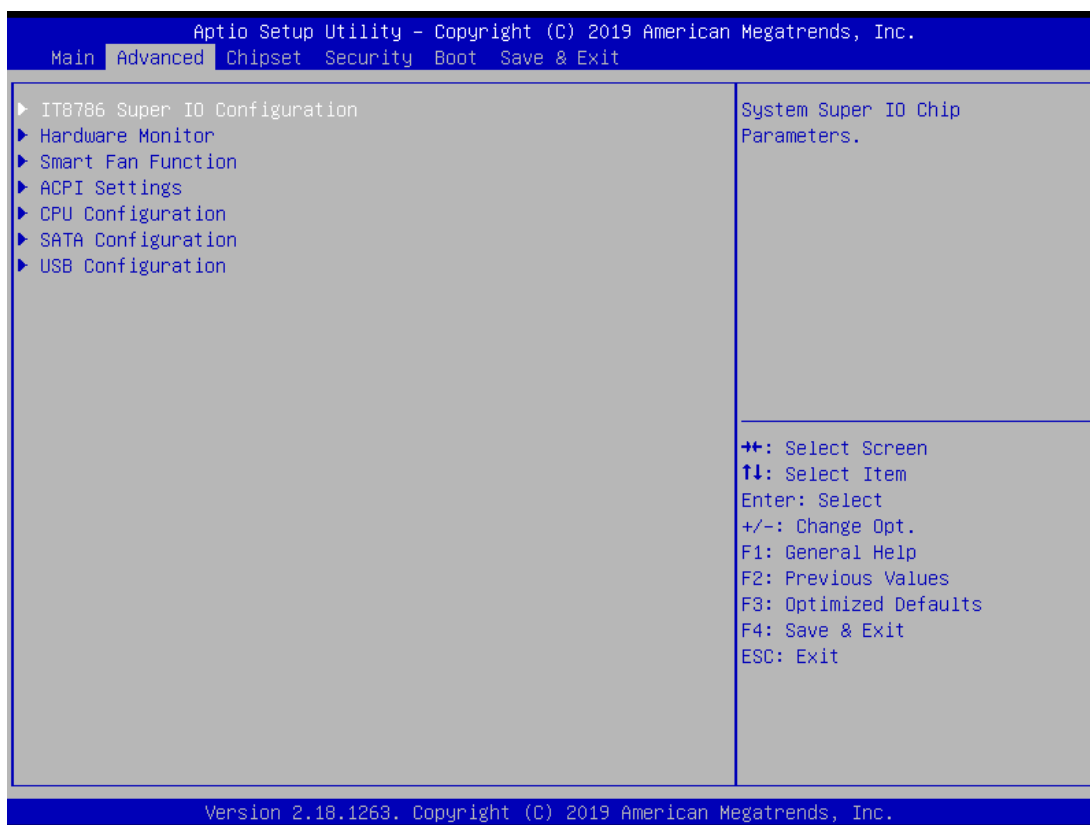 Aptio Setup Utility – Copyright (C) 2019 American Megatrends, Inc.
Main Advanced Chipset Security Boot Save & Exit
▶ IT8786 Super IO Configuration
▶ Hardware Monitor
▶ Smart Fan Function
▶ ACPI Settings
▶ CPU Configuration
▶ SATA Configuration
▶ USB Configuration
System Super IO Chip
Parameters.
→←: Select Screen
↑↓: Select Item
Enter: Select
+/-: Change Opt.
F1: General Help
F2: Previous Values
F3: Optimized Defaults
F4: Save & Exit
ESC: Exit
Version 2.18.1263. Copyright (C) 2019 American Megatrends, Inc.